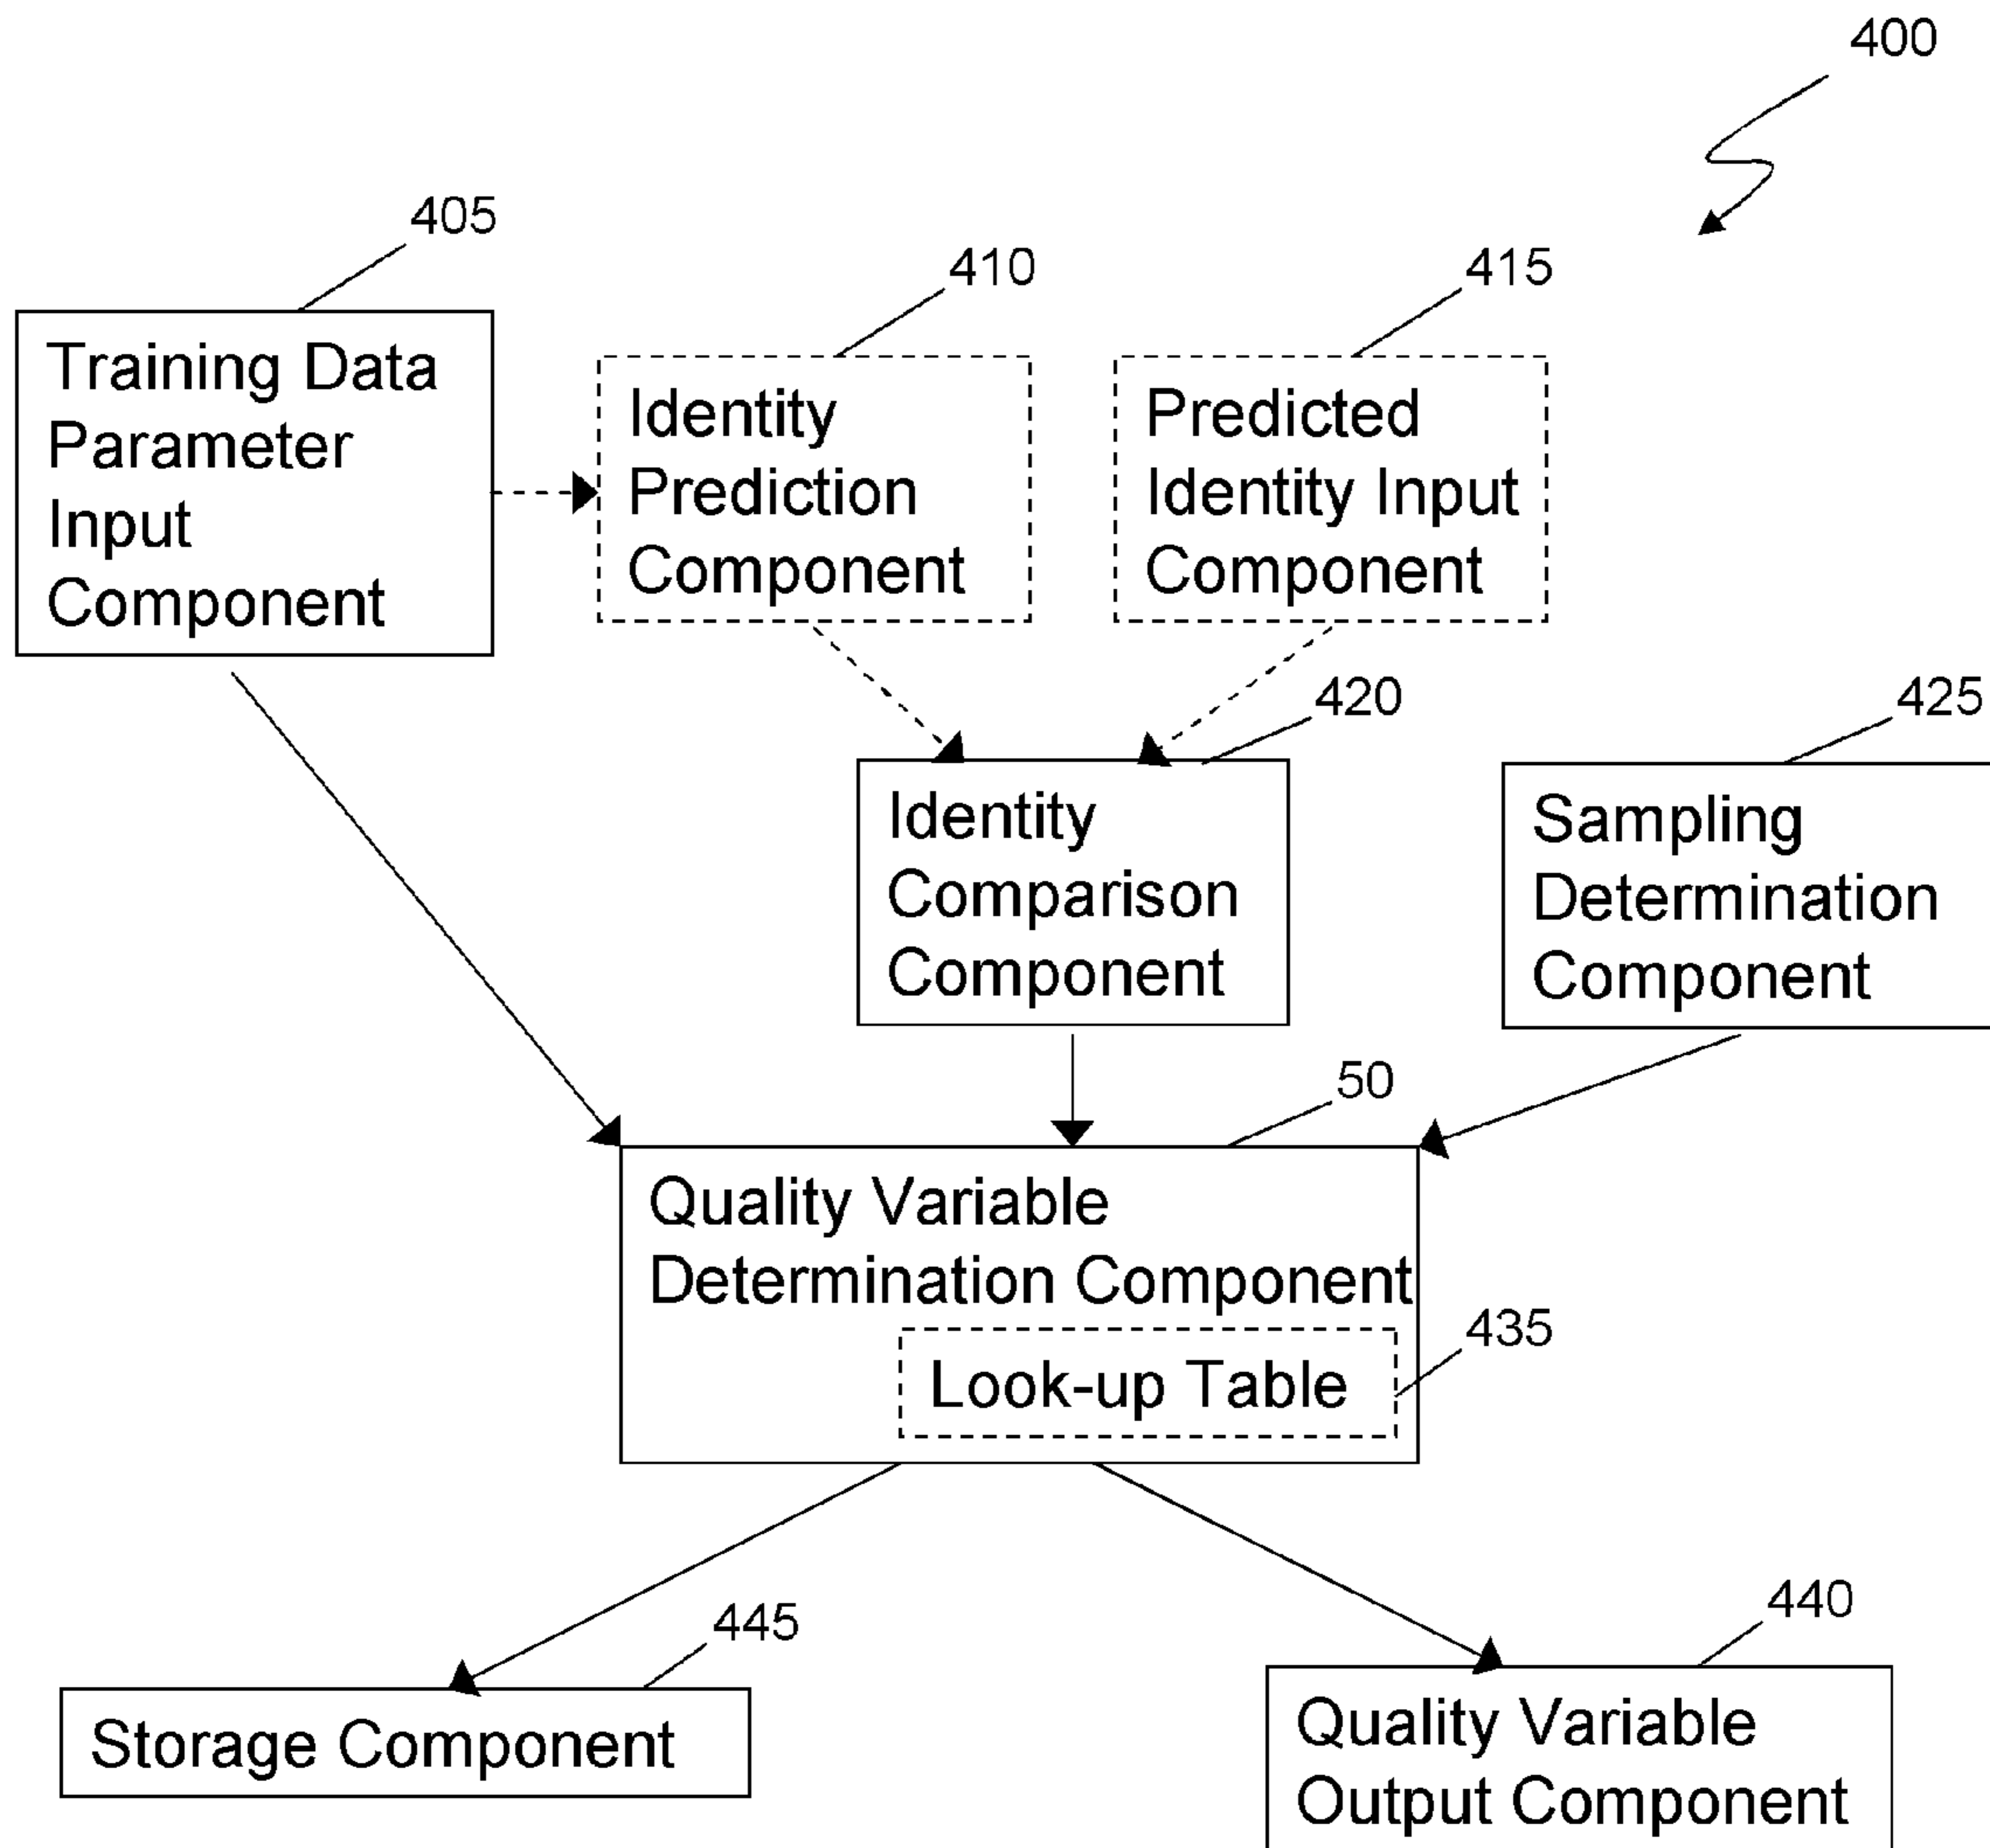 400
405
Training Data
Parameter
Input
Component
410
Identity
Prediction
Component
415
Predicted
Identity Input
Component
420
Identity
Comparison
Component
425
Sampling
Determination
Component
50
Quality Variable
Determination Component
435
Look-up Table
445
Storage Component
440
Quality Variable
Output Component